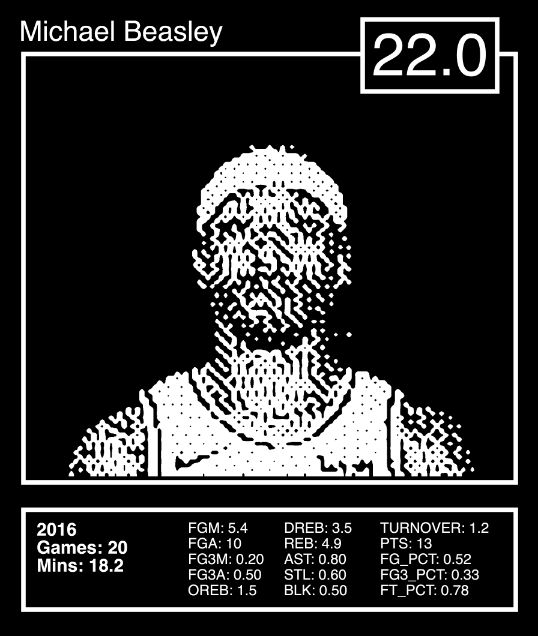 Michael Beasley
22.0
2016
Games: 20
Mins: 18.2
FGM: 5.4
FGA: 10
FG3M: 0.20
FG3A: 0.50
OREB: 1.5
DREB: 3.5
REB: 4.9
AST: 0.80
STL: 0.60
BLK: 0.50
TURNOVER: 1.2
PTS: 13
FG_PCT: 0.52
FG3_PCT: 0.33
FT_PCT: 0.78